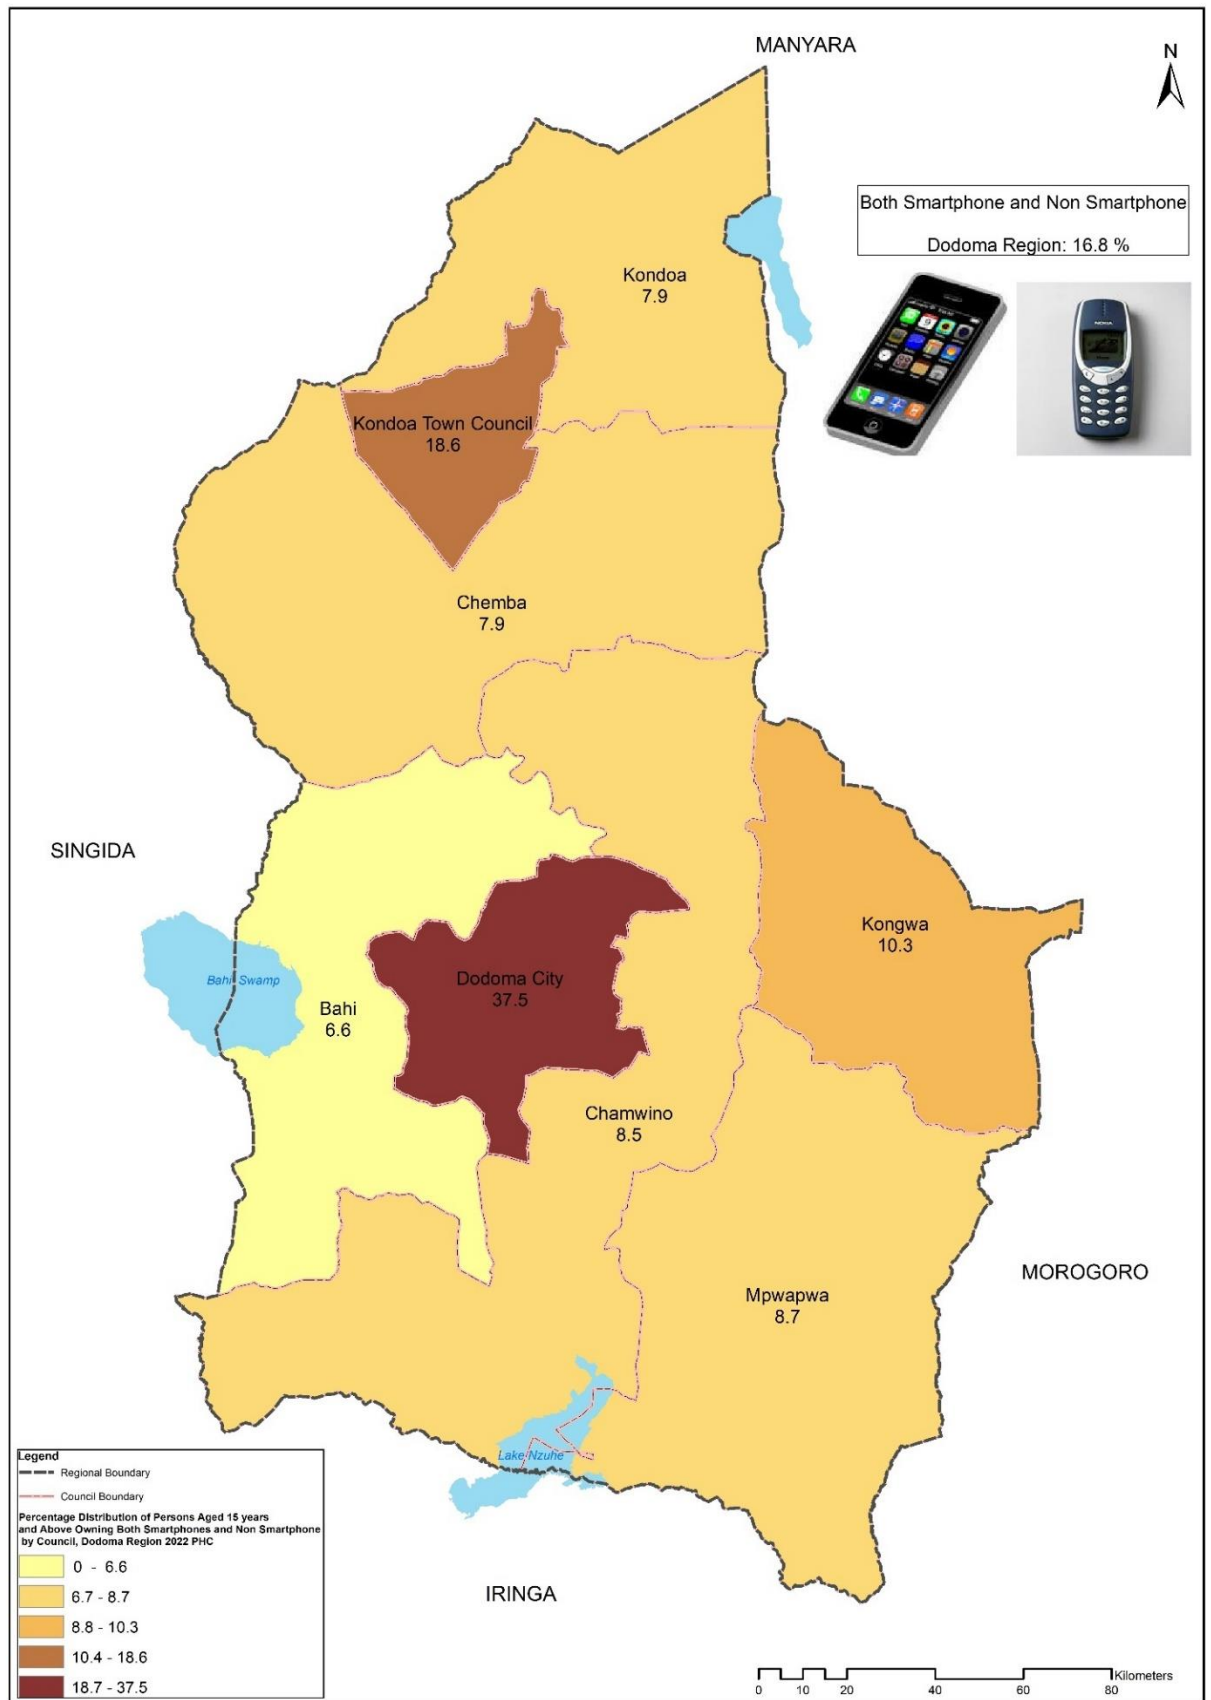 MANYARA
N
Both Smartphone and Non Smartphone
Dodoma Region: 16.8 %
NOKIA
Kondoa
7.9
Kondoa Town Council
18.6
Chemba
7.9
SINGIDA
Kongwa
10.3
Bahi Swamp
Dodoma City
37.5
Bahi
6.6
Chamwino
8.5
MOROGORO
Mpwapwa
8.7
Lake Nzuhe
IRINGA
Legend
Regional Boundary
Council Boundary
Percentage Distribution of Persons Aged 15 years
and Above Owning Both Smartphones and Non Smartphone
by Council, Dodoma Region 2022 PHC
0 - 6.6
6.7 - 8.7
8.8 - 10.3
10.4 - 18.6
18.7 - 37.5
Kilometers
0 10 20 40 60 80